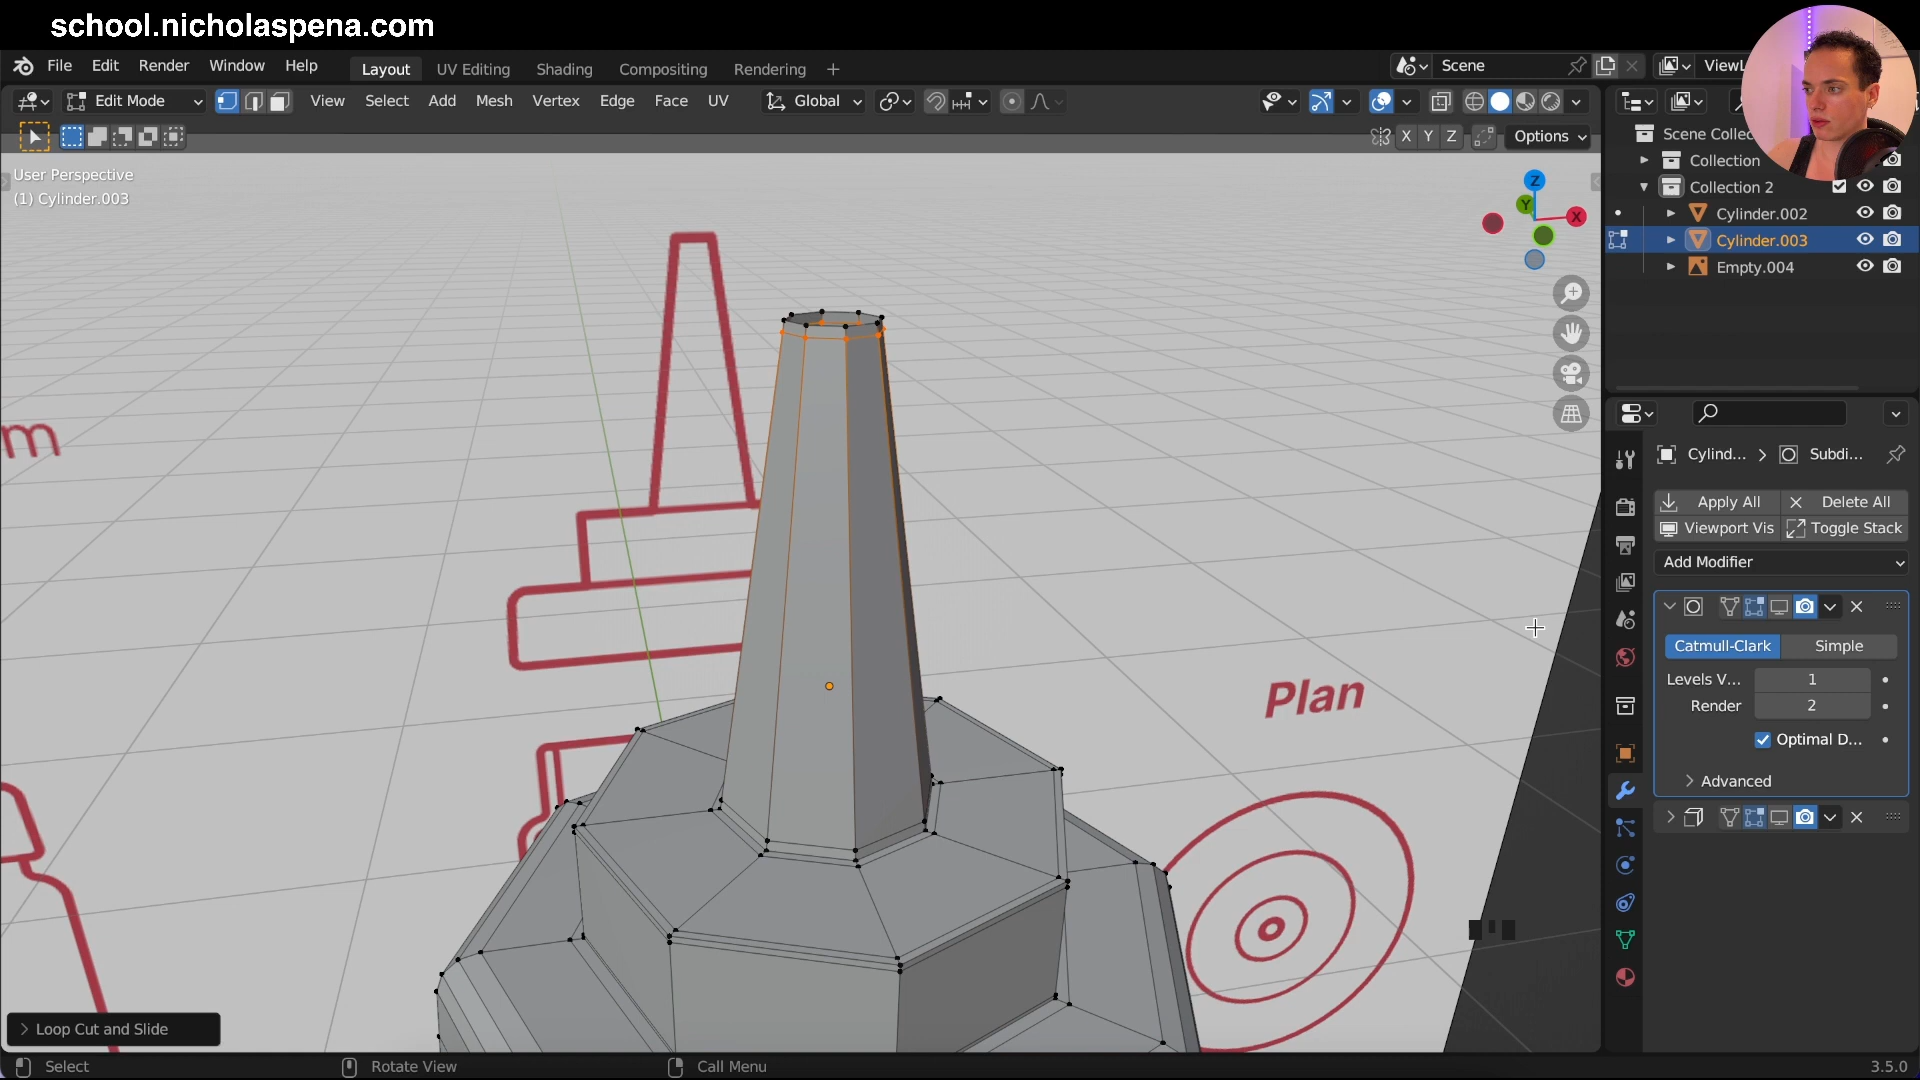 school.nicholaspena.com
File Edit Render Window Help Layout UV Editing Shading Compositing Rendering + Scene ViewL
Edit Mode View Select Add Mesh Vertex Edge Face UV Global
X Y Z Options
User Perspective
(1) Cylinder.003
Z
Y
X
Scene Collec
Collection
Collection 2
Cylinder.002
Cylinder.003
Empty.004
m
Plan
Cylind... > Subdi...
Apply All Delete All
Viewport Vis Toggle Stack
Add Modifier
Catmull-Clark Simple
Levels V... 1
Render 2
Optimal D...
Advanced
Loop Cut and Slide
Select Rotate View Call Menu 3.5.0